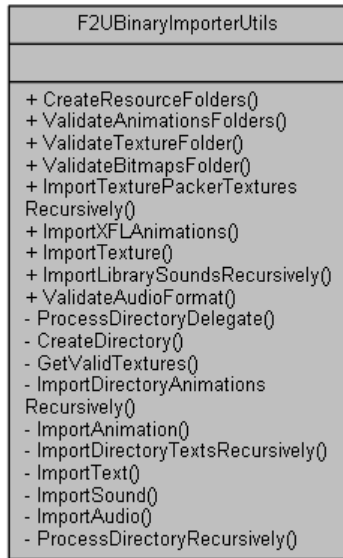 F2UBinaryImporterUtils
+ CreateResourceFolders()
+ ValidateAnimationsFolders()
+ ValidateTextureFolder()
+ ValidateBitmapsFolder()
+ ImportTexturePackerTextures
Recursively()
+ ImportXFLAnimations()
+ ImportTexture()
+ ImportLibrarySoundsRecursively()
+ ValidateAudioFormat()
- ProcessDirectoryDelegate()
- CreateDirectory()
- GetValidTextures()
- ImportDirectoryAnimations
Recursively()
- ImportAnimation()
- ImportDirectoryTextsRecursively()
- ImportText()
- ImportSound()
- ImportAudio()
- ProcessDirectoryRecursively()